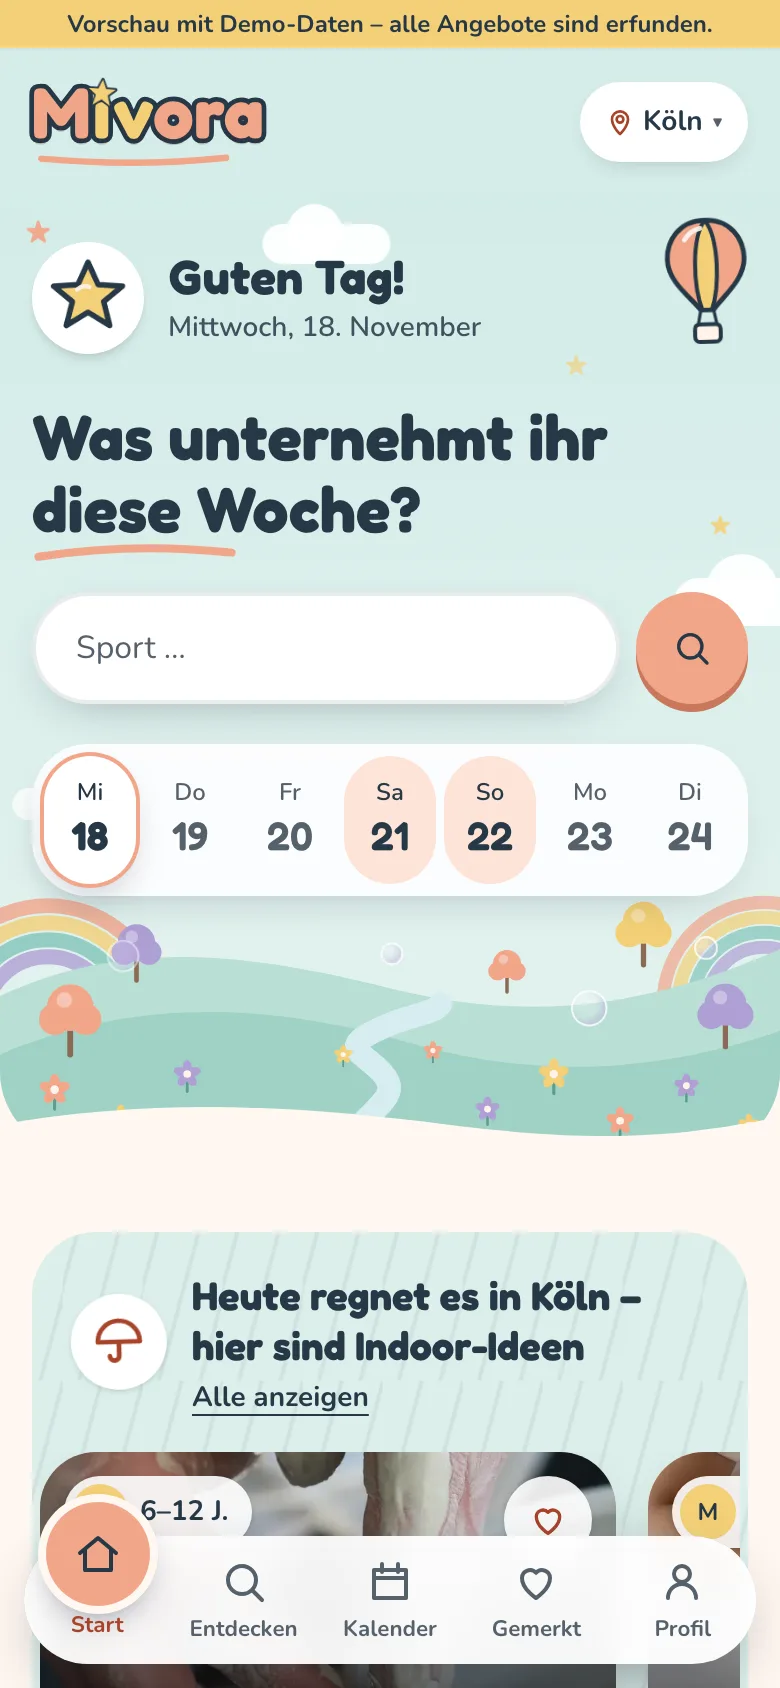 Vorschau mit Demo-Daten – alle Angebote sind erfunden.
Mivora
Köln ▾
Guten Tag!
Mittwoch, 18. November
Was unternehmt ihr
diese Woche?
Sport ...
Mi Do Fr Sa So Mo Di
18 19 20 21 22 23 24
Heute regnet es in Köln –
hier sind Indoor-Ideen
Alle anzeigen
6–12 J.
M
Start Entdecken Kalender Gemerkt Profil